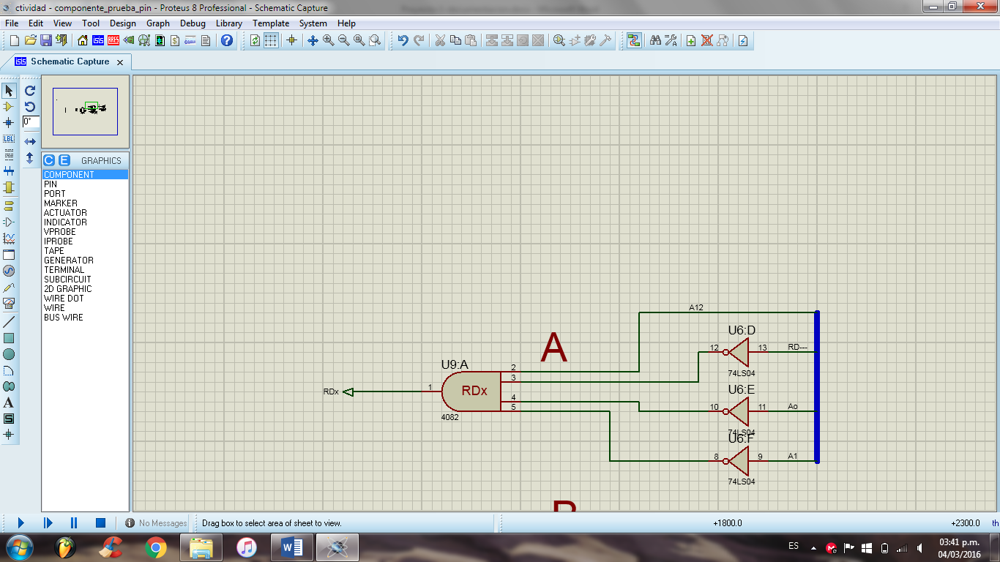 ctividad - componente_prueba_pin - Proteus 8 Professional - Schematic Capture
File Edit View Tool Design Graph Debug Library Template System Help
Schematic Capture
0°
LBL
C E GRAPHICS
COMPONENT
PIN
PORT
MARKER
ACTUATOR
INDICATOR
VPROBE
IPROBE
TAPE
GENERATOR
TERMINAL
SUBCIRCUIT
2D GRAPHIC
WIRE DOT
WIRE
BUS WIRE
A
S
A12
A
U6:D
12 13 RD---
74LS04
U9:A
2
3
RDx 1 RDx
4
5
4082
U6:E
10 11 Ao
74LS04
U6:F
8 9 A1
74LS04
B
No Messages Drag box to select area of sheet to view. +1800.0 +2300.0 th
ES 03:41 p.m.
04/03/2016